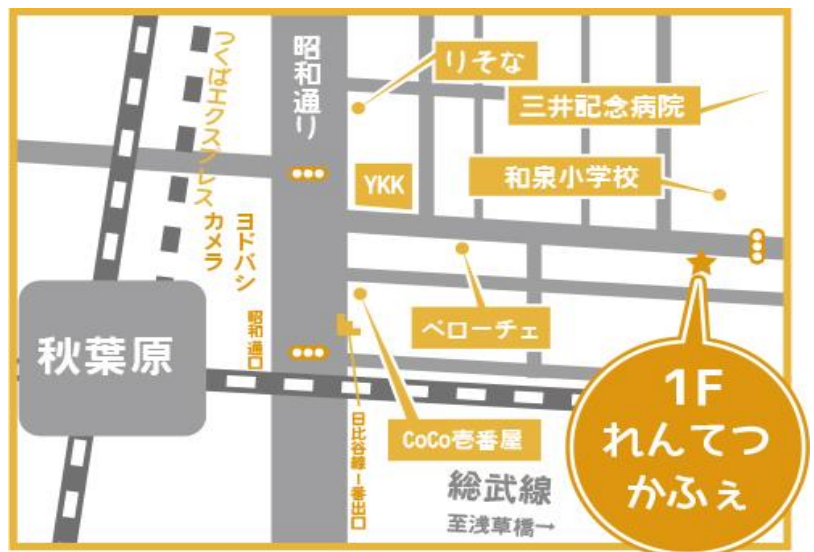 つくばエクスプレス
昭和通り
りそな
三井記念病院
YKK
和泉小学校
ヨドバシ
カメラ
ベローチェ
昭和通口
秋葉原
CoCo壱番屋
日比谷線1番出口
総武線
至浅草橋→
1F
れんてつ
かふぇ